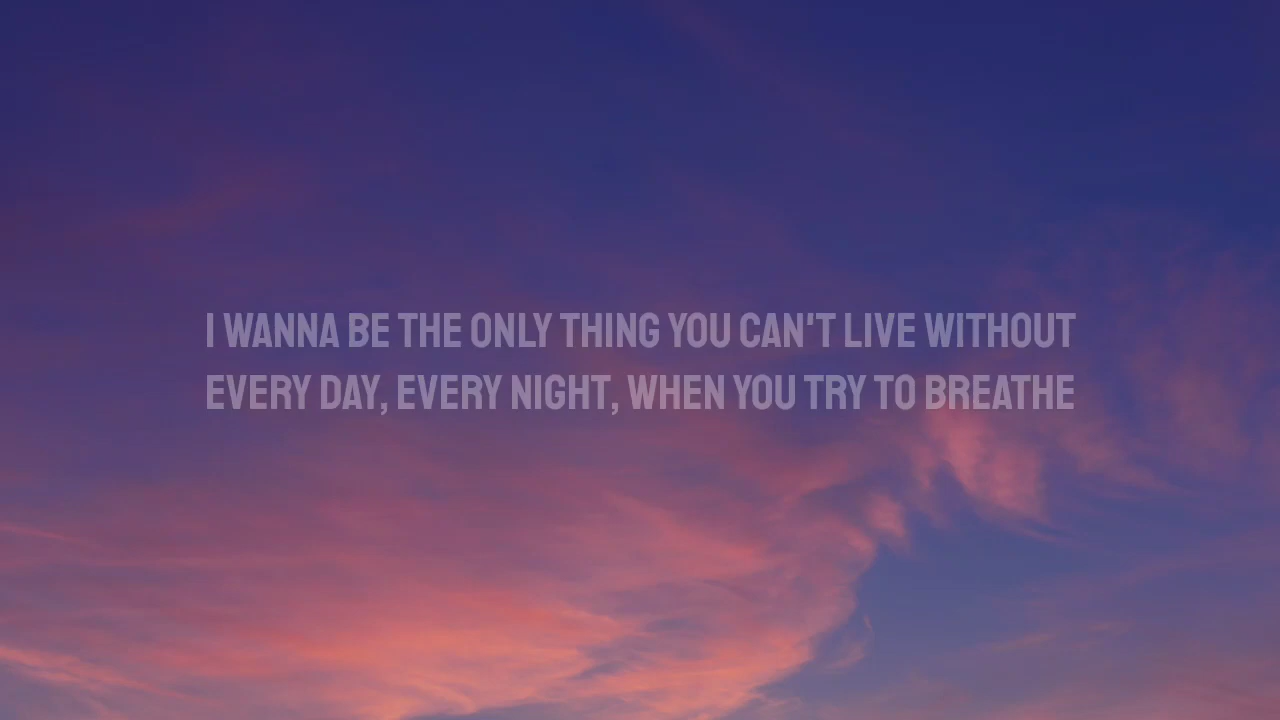 I WANNA BE THE ONLY THING YOU CAN'T LIVE WITHOUT
EVERY DAY, EVERY NIGHT, WHEN YOU TRY TO BREATHE